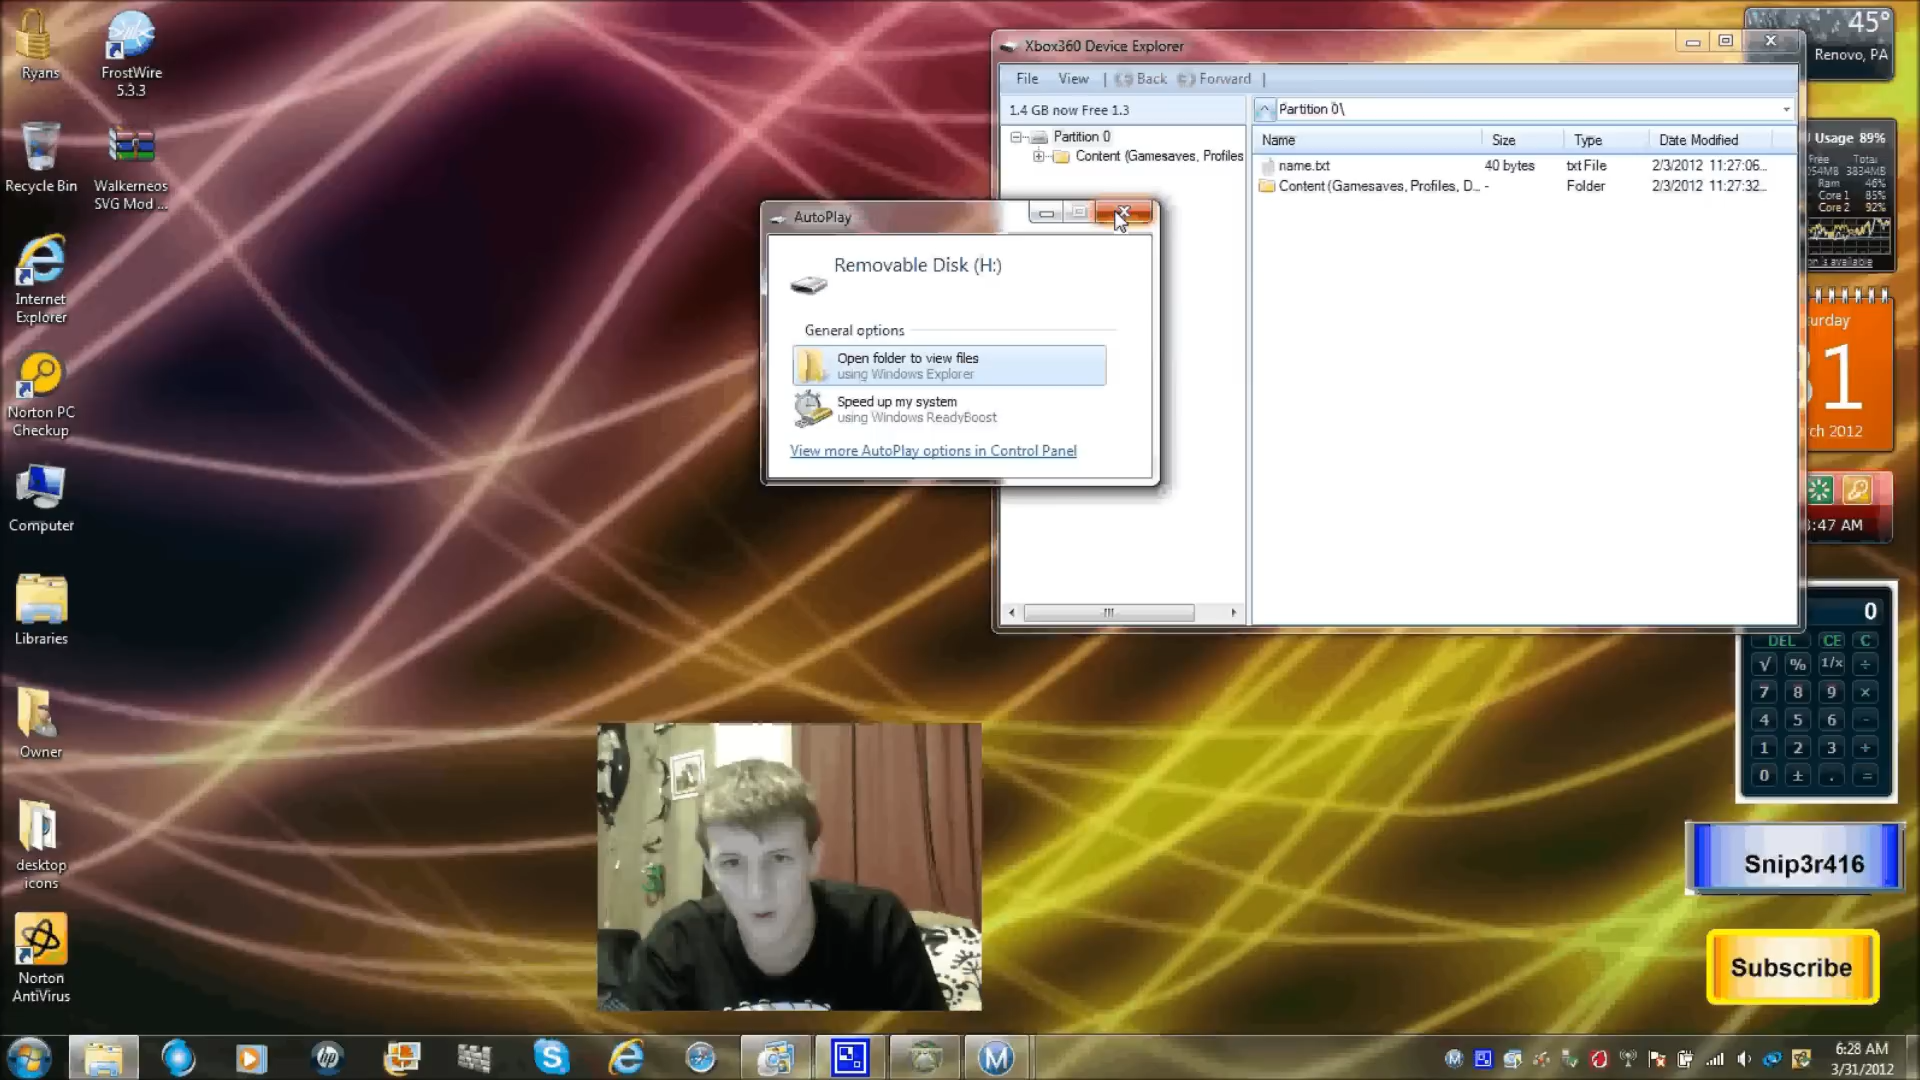 Ryans
FrostWire
5.3.3
Recycle Bin
Walkerneos
SVG Mod ...
Internet
Explorer
Norton PC
Checkup
Computer
Libraries
Owner
desktop
icons
Norton
AntiVirus
Xbox360 Device Explorer
File View | Back Forward |
1.4 GB now Free 1.3
Partition 0\
Partition 0
Content (Gamesaves, Profiles
Name Size Type Date Modified
name.txt 40 bytes txt File 2/3/2012 11:27:06...
Content (Gamesaves, Profiles, D... - Folder 2/3/2012 11:27:32...
AutoPlay
Removable Disk (H:)
General options
Open folder to view files
using Windows Explorer
Speed up my system
using Windows ReadyBoost
View more AutoPlay options in Control Panel
45°
Renovo, PA
Usage 89%
Free Total
954MB 3834MB
Ram 46%
Core 1 85%
Core 2 92%
on is available
urday
31
rch 2012
:47 AM
0
DEL CE C
√ % 1/x ÷
7 8 9 ×
4 5 6 -
1 2 3 +
0 ± . =
Snip3r416
Subscribe
hp
6:28 AM
3/31/2012